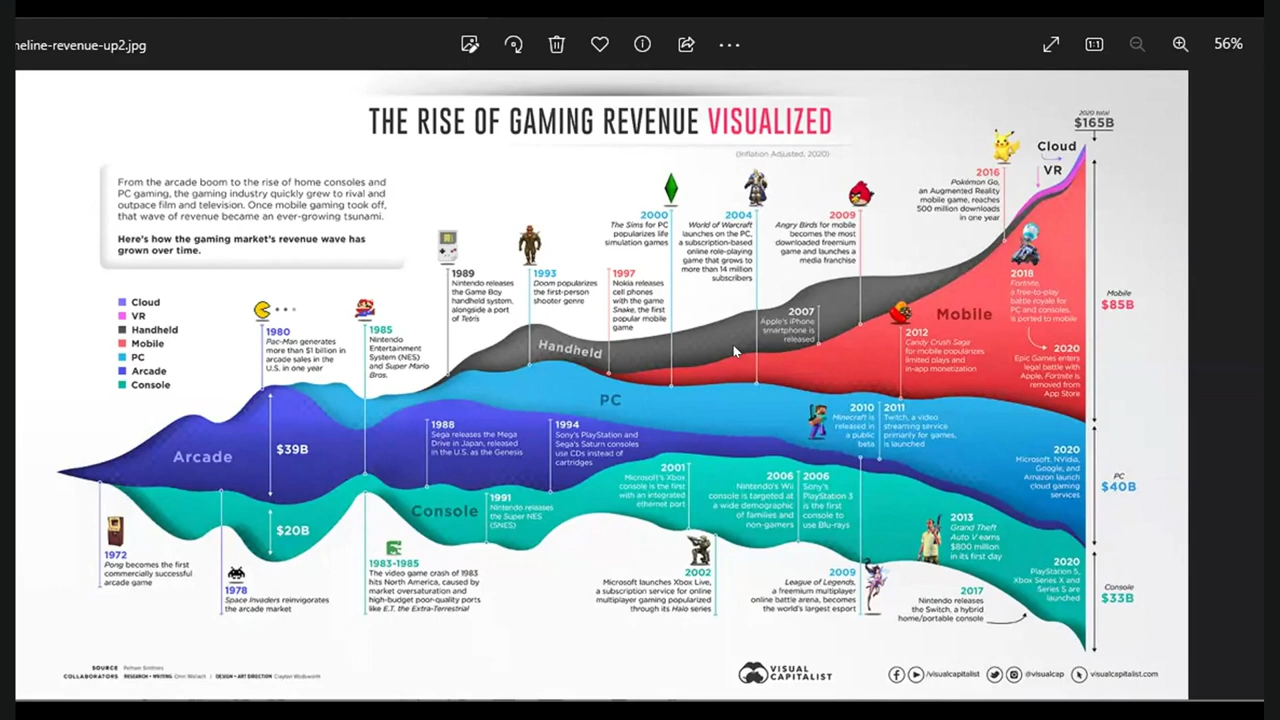 neline-revenue-up2.jpg
56%
THE RISE OF GAMING REVENUE VISUALIZED
(Inflation Adjusted, 2020)
From the arcade boom to the rise of home consoles and
PC gaming, the gaming industry quickly grew to rival and
outpace film and television. Once mobile gaming took off,
that wave of revenue became an ever-growing tsunami.
Here's how the gaming market's revenue wave has
grown over time.
Cloud
VR
Handheld
Mobile
PC
Arcade
Console
1972
Pong becomes the first
commercially successful
arcade game
1978
Space Invaders reinvigorates
the arcade market
1980
Pac-Man generates
more than $1 billion in
arcade sales in the
U.S. in one year
1985
Nintendo
Entertainment
System (NES)
and Super Mario
Bros.
1983-1985
The video game crash of 1983
hits North America, caused by
market oversaturation and
high-budget poor-quality ports
like E.T. the Extra-Terrestrial
1989
Nintendo releases
the Game Boy
handheld system,
alongside a port
of Tetris
1988
Sega releases the Mega
Drive in Japan, released
in the U.S. as the Genesis
1991
Nintendo releases
the Super NES
(SNES)
1993
Doom popularizes
the first-person
shooter genre
1994
Sony's PlayStation and
Sega's Saturn consoles
use CDs instead of
cartridges
1997
Nokia releases
cell phones
with the game
Snake, the first
popular mobile
game
2000
The Sims for PC
popularizes life
simulation games
2001
Microsoft's Xbox
console is the first
with an integrated
ethernet port
2002
Microsoft launches Xbox Live,
a subscription service for online
multiplayer gaming popularized
through its Halo series
2004
World of Warcraft
launches on the PC,
a subscription-based
online role-playing
game that grows to
more than 14 million
subscribers
2006
Nintendo's Wii
console is targeted at
a wide demographic
of families and
non-gamers
2006
Sony's
PlayStation 3
is the first
console to
use Blu-rays
2007
Apple's iPhone
smartphone is
released
2009
Angry Birds for mobile
becomes the most
downloaded freemium
game and launches a
media franchise
2009
League of Legends,
a freemium multiplayer
online battle arena, becomes
the world's largest esport
2010
Minecraft is
released in
a public
beta
2011
Twitch, a video
streaming service
primarily for games,
is launched
2012
Candy Crush Saga
for mobile popularizes
limited plays and
in-app monetization
2013
Grand Theft
Auto V earns
$800 million
in its first day
2016
Pokémon Go,
an Augmented Reality
mobile game, reaches
500 million downloads
in one year
2017
Nintendo releases
the Switch, a hybrid
home/portable console
2018
Fortnite,
a free-to-play
battle royale for
PC and consoles,
is ported to mobile
2020
Epic Games enters
legal battle with
Apple, Fortnite is
removed from
App Store
2020
Microsoft, NVidia,
Google, and
Amazon launch
cloud gaming
services
2020
PlayStation 5,
Xbox Series X and
Series S are
launched
Arcade
$39B
$20B
Console
Handheld
PC
Mobile
Cloud
VR
2020 total
$165B
Mobile
$85B
PC
$40B
Console
$33B
SOURCE Pelham Smithers
COLLABORATORS RESEARCH + WRITING Omri Wallach | DESIGN + ART DIRECTION Clayton Wadsworth
VISUAL
CAPITALIST
/visualcapitalist
@visualcap
visualcapitalist.com